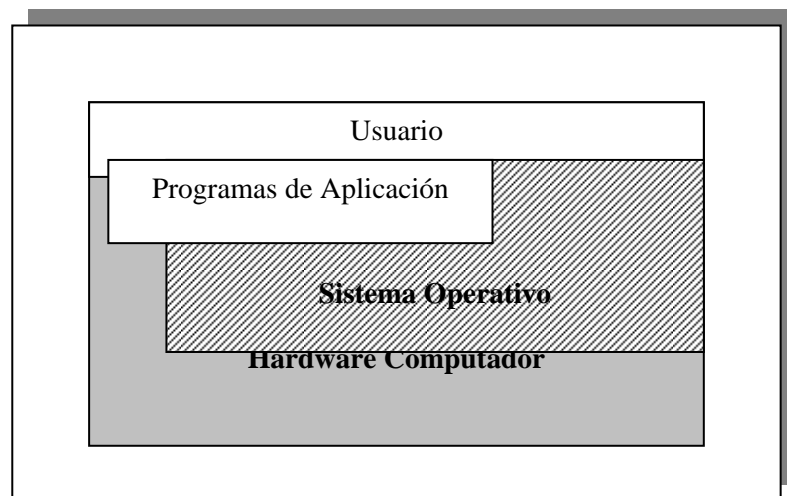 Usuario
Programas de Aplicación
Sistema Operativo
Hardware Computador